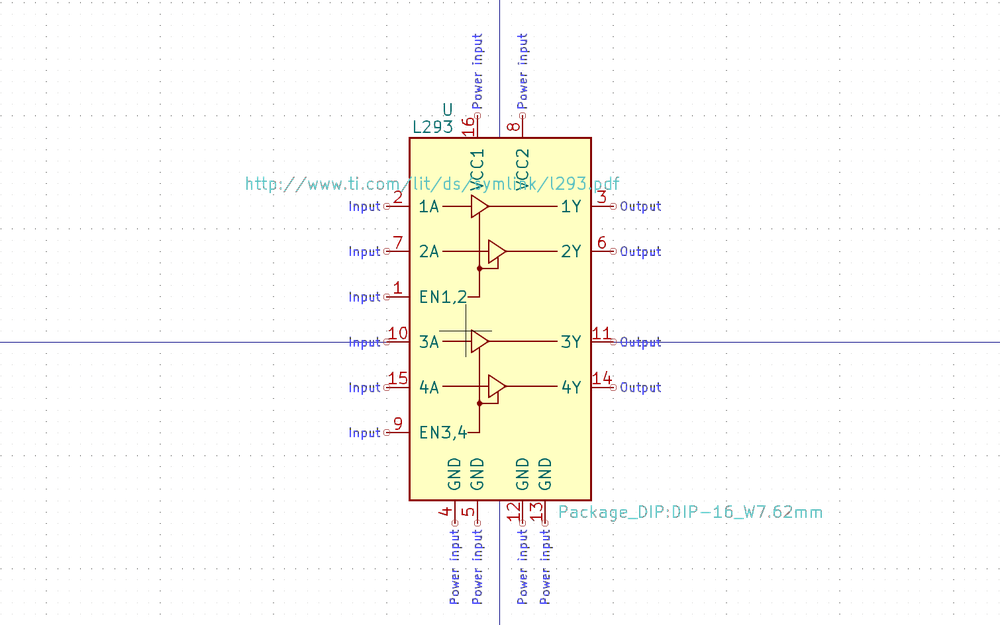 Power input
Power input
U
L293
16
8
VCC1
VCC2
http://www.ti.com/lit/ds/symlink/l293.pdf
Input 2 1A 1Y 3 Output
Input 7 2A 2Y 6 Output
Input 1 EN1,2
Input 10 3A 3Y 11 Output
Input 15 4A 4Y 14 Output
Input 9 EN3,4
GND
GND
GND
GND
4
5
12
13
Package_DIP:DIP-16_W7.62mm
Power input
Power input
Power input
Power input